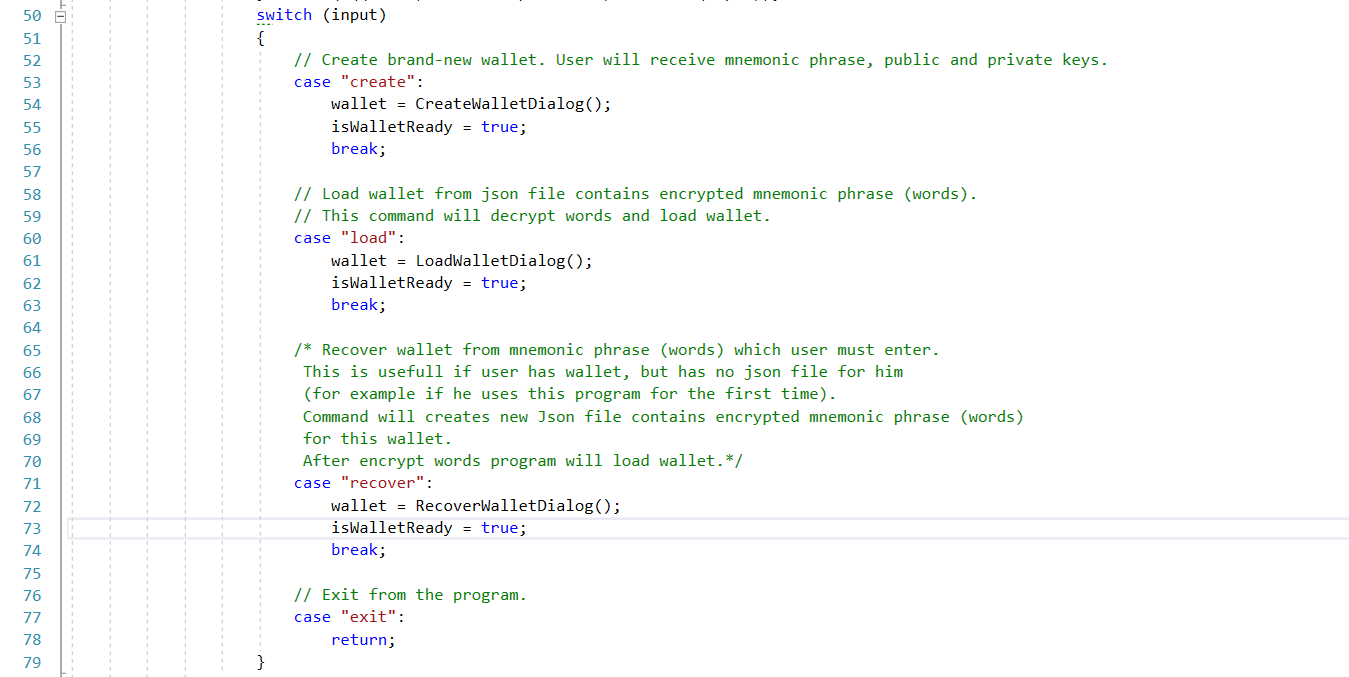 50 switch (input)
51 {
52 // Create brand-new wallet. User will receive mnemonic phrase, public and private keys.
53 case "create":
54 wallet = CreateWalletDialog();
55 isWalletReady = true;
56 break;
57
58 // Load wallet from json file contains encrypted mnemonic phrase (words).
59 // This command will decrypt words and load wallet.
60 case "load":
61 wallet = LoadWalletDialog();
62 isWalletReady = true;
63 break;
64
65 /* Recover wallet from mnemonic phrase (words) which user must enter.
66 This is usefull if user has wallet, but has no json file for him
67 (for example if he uses this program for the first time).
68 Command will creates new Json file contains encrypted mnemonic phrase (words)
69 for this wallet.
70 After encrypt words program will load wallet.*/
71 case "recover":
72 wallet = RecoverWalletDialog();
73 isWalletReady = true;
74 break;
75
76 // Exit from the program.
77 case "exit":
78 return;
79 }